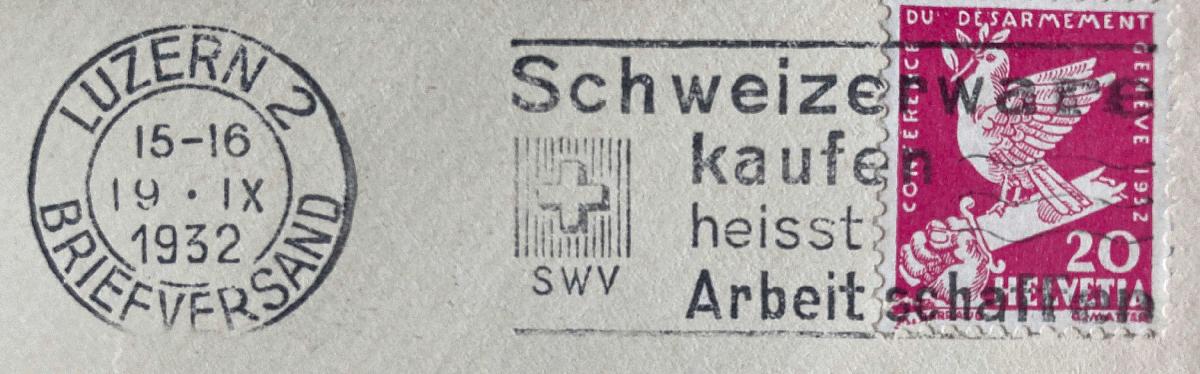 LUZERN 2
15-16
19 · IX
1932
BRIEFVERSAND
Schweizerware
kaufen
heisst
Arbeit schaffen
SWV
CONFERENCE DU DESARMEMENT GENEVE 1932
20
HELVETIA